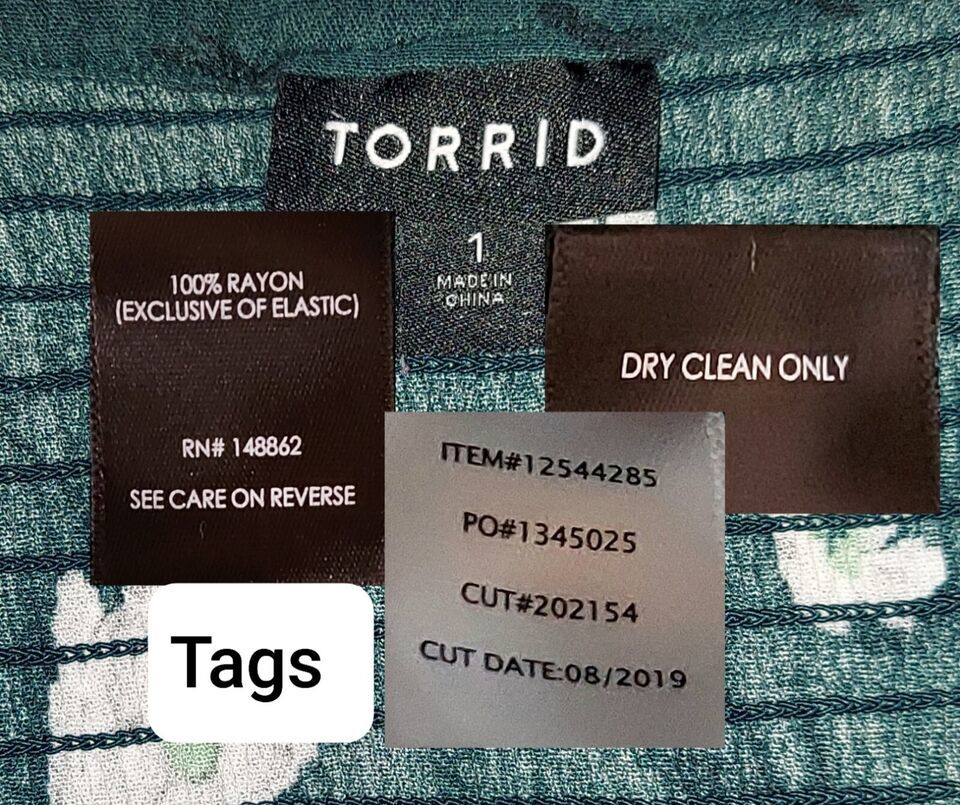 TORRID
1
MADE IN
CHINA
100% RAYON
(EXCLUSIVE OF ELASTIC)
RN# 148862
SEE CARE ON REVERSE
DRY CLEAN ONLY
ITEM#12544285
PO#1345025
CUT#202154
CUT DATE:08/2019
Tags